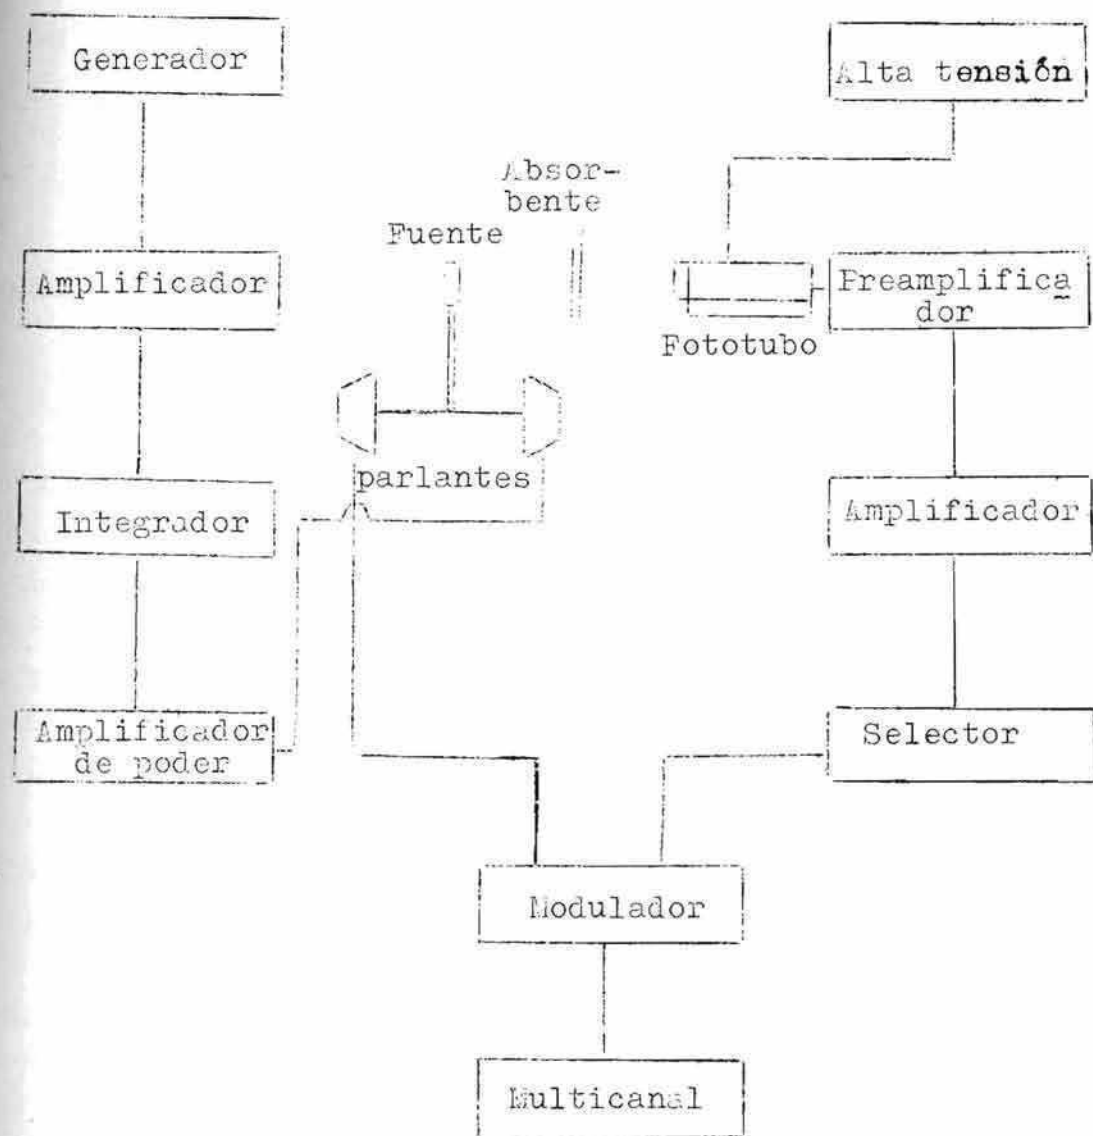 Generador
Alta tensión
Absor-
bente
Fuente
Amplificador
Preamplifica
dor
Fototubo
parlantes
Integrador
Amplificador
Amplificador
de poder
Selector
Modulador
Multicanal